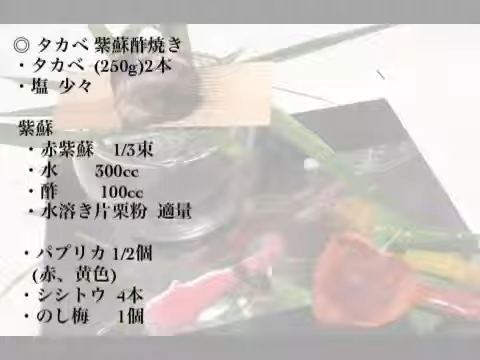 ◎ タカベ 紫蘇酢焼き
・タカベ (250g)2本
・塩 少々
紫蘇
・赤紫蘇 1/3束
・水 300cc
・酢 100cc
・水溶き片栗粉 適量
・パプリカ 1/2個
(赤、黄色)
・シシトウ 4本
・のし梅 1個